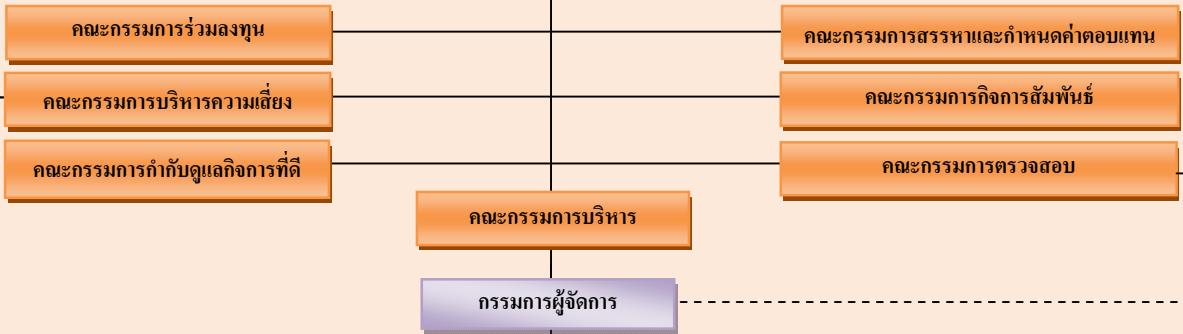 คณะกรรมการร่วมลงทุน
คณะกรรมการสรรหาและกำหนดค่าตอบแทน
คณะกรรมการบริหารความเสี่ยง
คณะกรรมการกิจการสัมพันธ์
คณะกรรมการกำกับดูแลกิจการที่ดี
คณะกรรมการตรวจสอบ
คณะกรรมการบริหาร
กรรมการผู้จัดการ